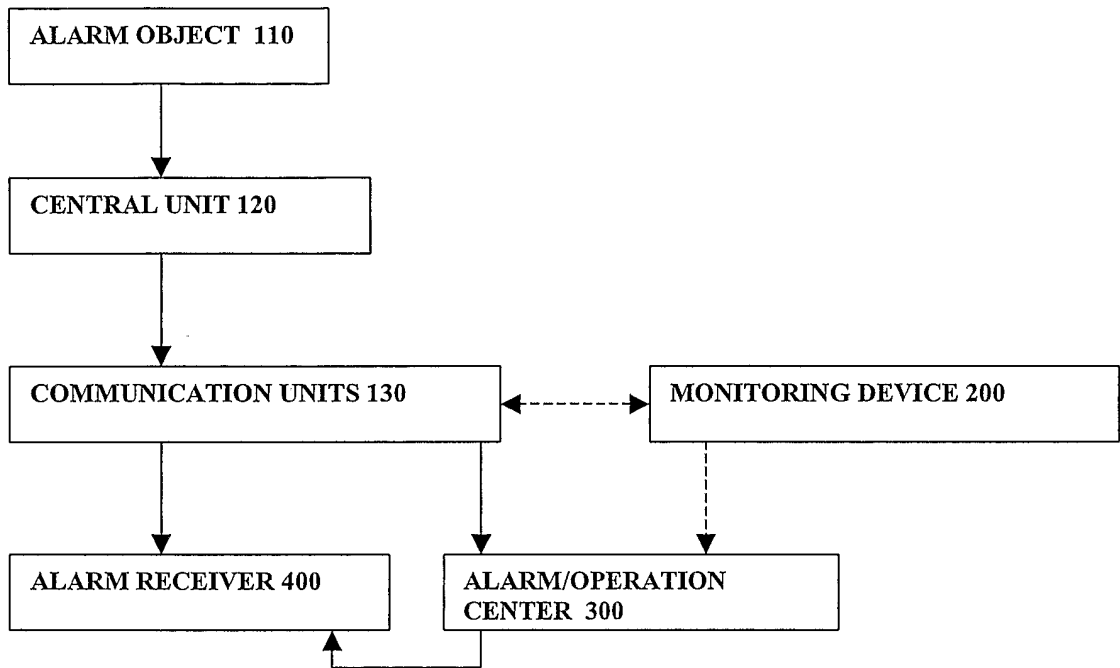 ALARM OBJECT 110
CENTRAL UNIT 120
COMMUNICATION UNITS 130
MONITORING DEVICE 200
ALARM RECEIVER 400
ALARM/OPERATION
CENTER 300